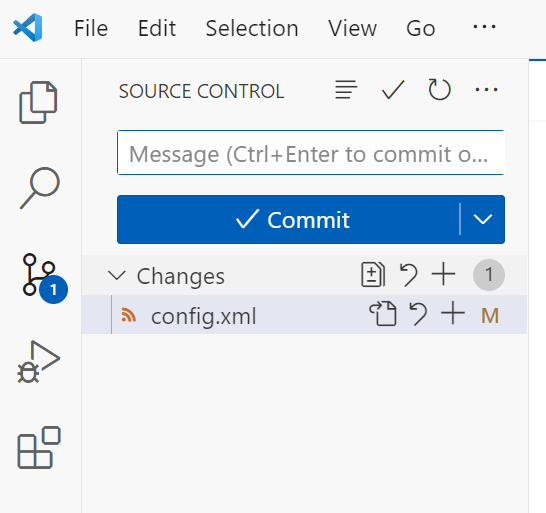 File Edit Selection View Go ···
SOURCE CONTROL ···
Message (Ctrl+Enter to commit o...
Commit
1
Changes 1
config.xml M